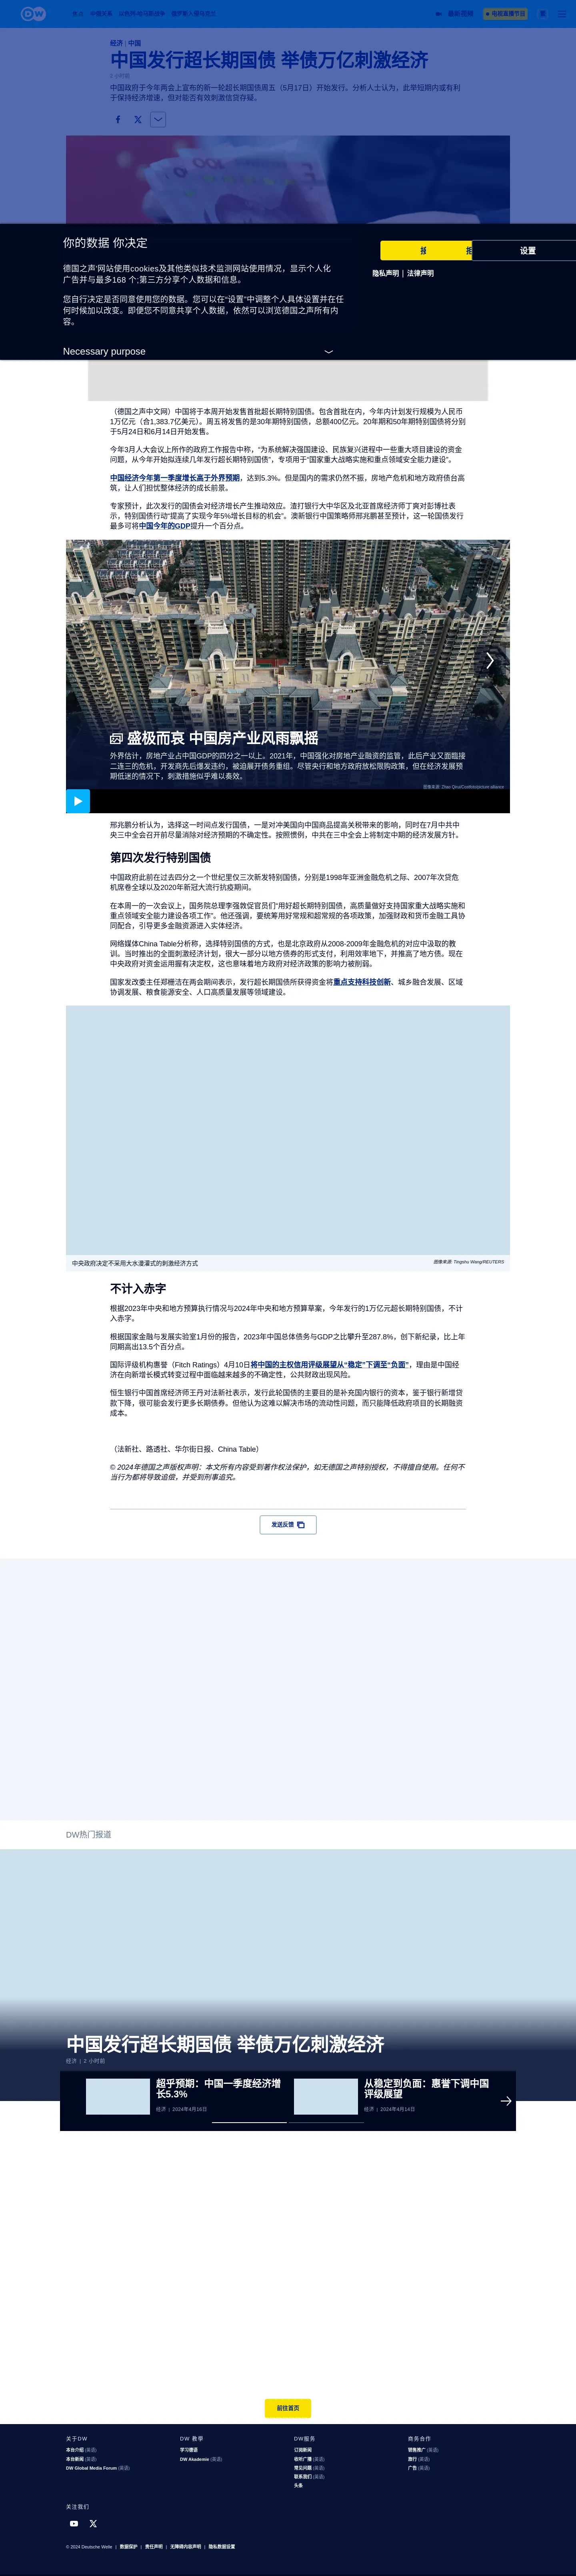 DW
中国发行超长期国债 举债万亿刺激经济
经济 | 中国
2 小时前
中国政府于今年两会上宣布的新一轮超长期国债周五（5月17日）开始发行。分析人士认为，此举短期内或有利
于保持经济增速，但对能否有效刺激信贷存疑。
最新视频
电视直播节目
你的数据 你决定
德国之声'网站使用cookies及其他类似技术监测网站使用情况，显示个人化
广告并与最多168 个;第三方分享个人数据和信息。
您自行决定是否同意使用您的数据。您可以在"设置"中调整个人具体设置并在任
何时候加以改变。即便您不同意共享个人数据，依然可以浏览德国之声所有内
容。
Necessary purpose
设置
隐私声明 | 法律声明
（德国之声中文网）中国将于本周开始发售首批超长期特别国债。包含首批在内，今年内计划发行规模为人民币
1万亿元（合1,383.7亿美元）。周五将发售的是30年期特别国债，总额400亿元。20年期和50年期特别国债将分别
于5月24日和6月14日开始发售。
今年3月人大会议上所作的政府工作报告中称，"为系统解决强国建设、民族复兴进程中一些重大项目建设的资金
问题，从今年开始拟连续几年发行超长期特别国债"，专项用于"国家重大战略实施和重点领域安全能力建设"。
中国经济今年第一季度增长高于外界预期，达到5.3%。但是国内的需求仍然不振，房地产危机和地方政府债台高
筑，让人们担忧整体经济的成长前景。
专家预计，此次发行的国债会对经济增长产生推动效应。渣打银行大中华区及北亚首席经济师丁爽对彭博社表
示，特别国债行动"提高了实现今年5%增长目标的机会"。澳新银行中国策略师邢兆鹏甚至预计，这一轮国债发行
最多可将中国今年的GDP提升一个百分点。
盛极而哀 中国房产业风雨飘摇
外界估计，房地产业占中国GDP的四分之一以上。2021年，中国强化对房地产业融资的监管，此后产业又面临接
二连三的危机，开发商先后爆发违约，被迫展开债务重组。尽管央行和地方政府放松限购政策，但在经济发展预
期低迷的情况下，刺激措施似乎难以奏效。
邢兆鹏分析认为，选择这一时间点发行国债，一是对冲美国向中国商品提高关税带来的影响，同时在7月中共中
央三中全会召开前尽量消除对经济预期的不确定性。按照惯例，中共在三中全会上将制定中期的经济发展方针。
第四次发行特别国债
中国政府此前在过去四分之一个世纪里仅三次新发特别国债，分别是1998年亚洲金融危机之际、2007年次贷危
机席卷全球以及2020年新冠大流行抗疫期间。
在本周一的一次会议上，国务院总理李强敦促官员们"用好超长期特别国债，高质量做好支持国家重大战略实施和
重点领域安全能力建设各项工作"。他还强调，要统筹用好常规和超常规的各项政策，加强财政和货币金融工具协
同配合，引导更多金融资源进入实体经济。
网络媒体China Table分析称，选择特别国债的方式，也是北京政府从2008-2009年金融危机的对应中汲取的教
训。当时推出的全面刺激经济计划，很大一部分以地方债券的形式支付，利用效率地下，并推高了地方债。现在
中央政府对资金运用握有决定权，这也意味着地方政府对经济政策的影响力被削弱。
国家发改委主任郑栅洁在两会期间表示，发行超长期国债所获得资金将重点支持科技创新、城乡融合发展、区域
协调发展、粮食能源安全、人口高质量发展等领域建设。
中央政府决定不采用大水漫灌式的刺激经济方式
图像来源: Tingshu Wang/REUTERS
不计入赤字
根据2023年中央和地方预算执行情况与2024年中央和地方预算草案，今年发行的1万亿元超长期特别国债，不计
入赤字。
根据国家金融与发展实验室1月份的报告，2023年中国总体债务与GDP之比攀升至287.8%，创下新纪录，比上年
同期高出13.5个百分点。
国际评级机构惠誉（Fitch Ratings）4月10日将中国的主权信用评级展望从"稳定"下调至"负面"，理由是中国经
济在向新增长模式转变过程中面临越来越多的不确定性，公共财政出现风险。
恒生银行中国首席经济师王丹对法新社表示，发行此轮国债的主要目的是补充国内银行的资本，鉴于银行新增贷
款下降，很可能会发行更多长期债券。但他认为这难以解决市场的流动性问题，而只能降低政府项目的长期融资
成本。
（法新社、路透社、华尔街日报、China Table）
© 2024年德国之声版权声明：本文所有内容受到著作权法保护，如无德国之声特别授权，不得擅自使用。任何不
当行为都将导致追偿，并受到刑事追究。
发送反馈
DW热门报道
中国发行超长期国债 举债万亿刺激经济
经济 | 2 小时前
超乎预期：中国一季度经济增
长5.3%
经济 | 2024年4月16日
从稳定到负面：惠誉下调中国
评级展望
经济 | 2024年4月14日
前往首页
关于DW
本台介绍 (英语)
本台新闻 (英语)
DW Global Media Forum (英语)
DW 教学
学习德语
DW Akademie (英语)
DW服务
订阅新闻
收听广播 (英语)
常见问题 (英语)
联系我们 (英语)
头条
商务合作
销售推广 (英语)
旅行 (英语)
广告 (英语)
关注我们
© 2024 Deutsche Welle | 数据保护 | 责任声明 | 无障碍内容声明 | 隐私数据设置